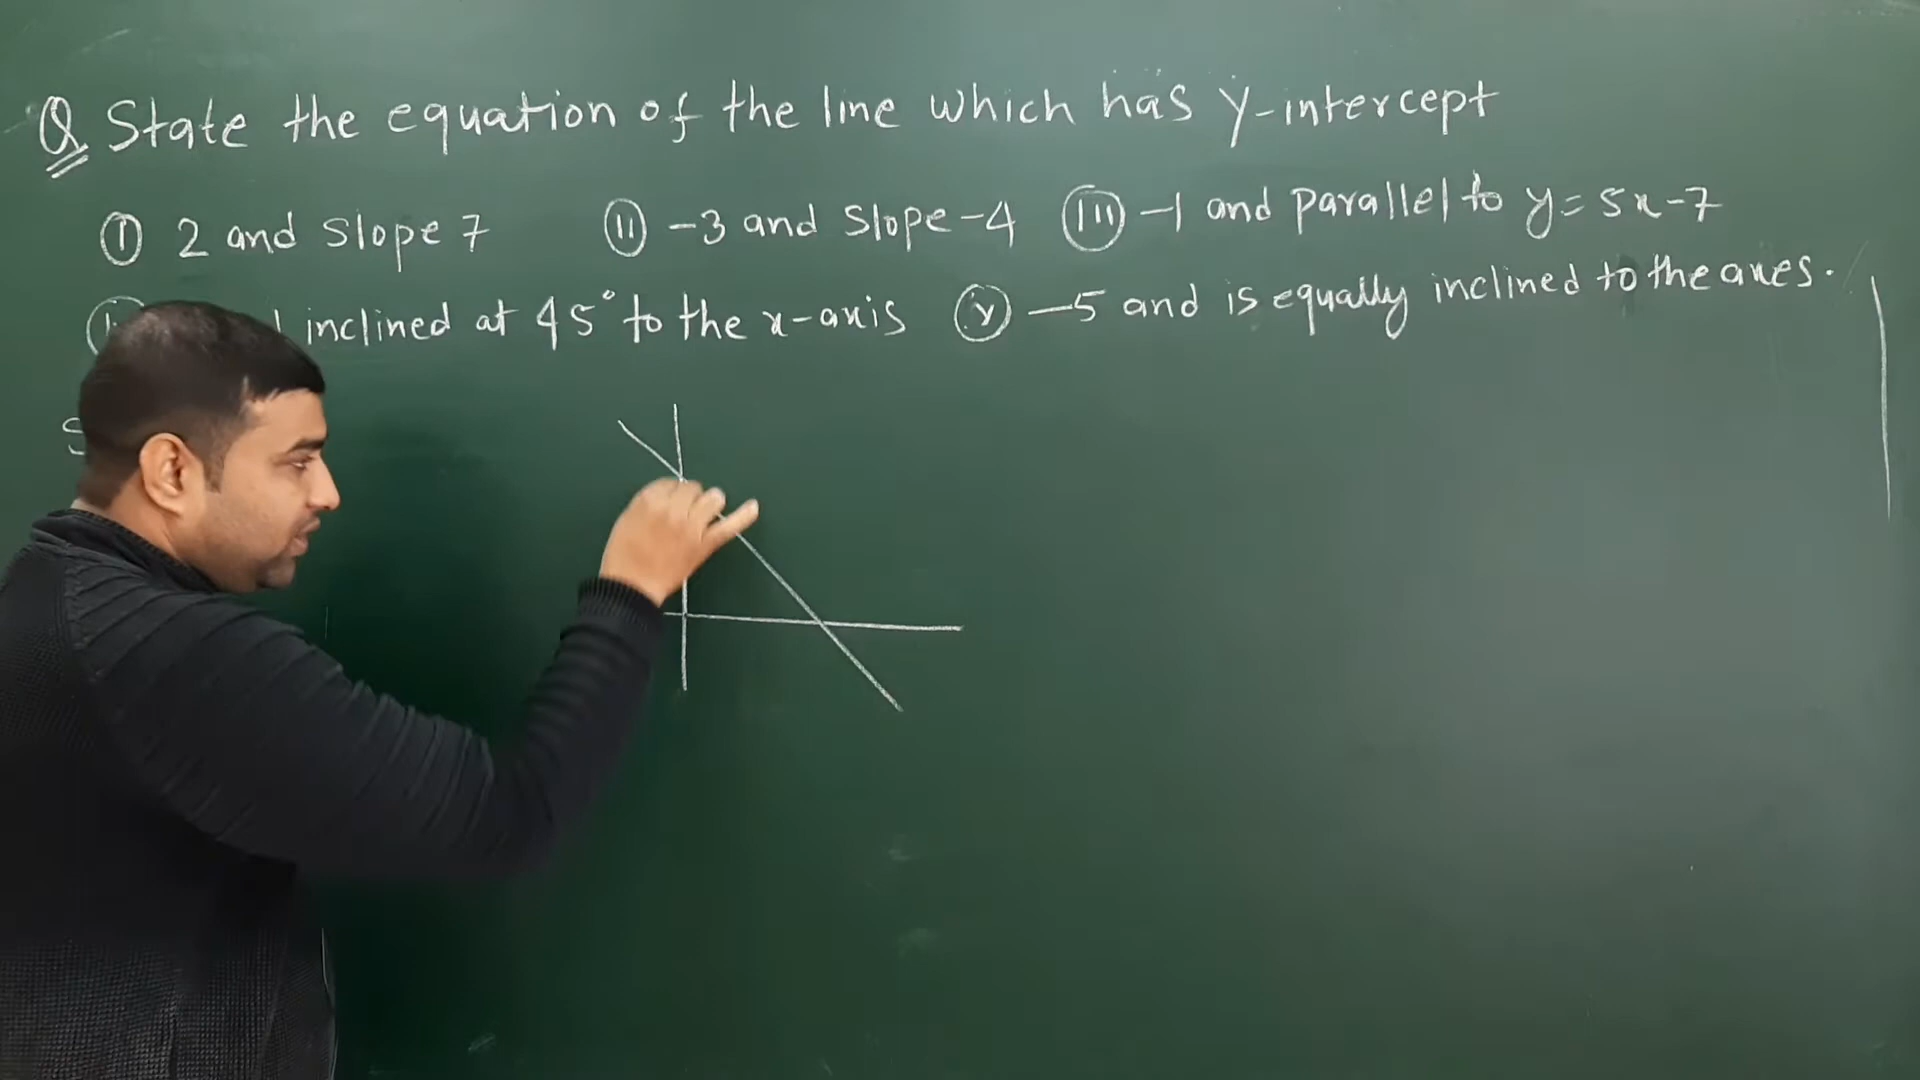 Q State the equation of the line which has y-intercept
(i) 2 and slope 7 (ii) -3 and slope -4 (iii) -1 and parallel to y=5x-7
inclined at 45° to the x-axis (v) -5 and is equally inclined to the axes.
S